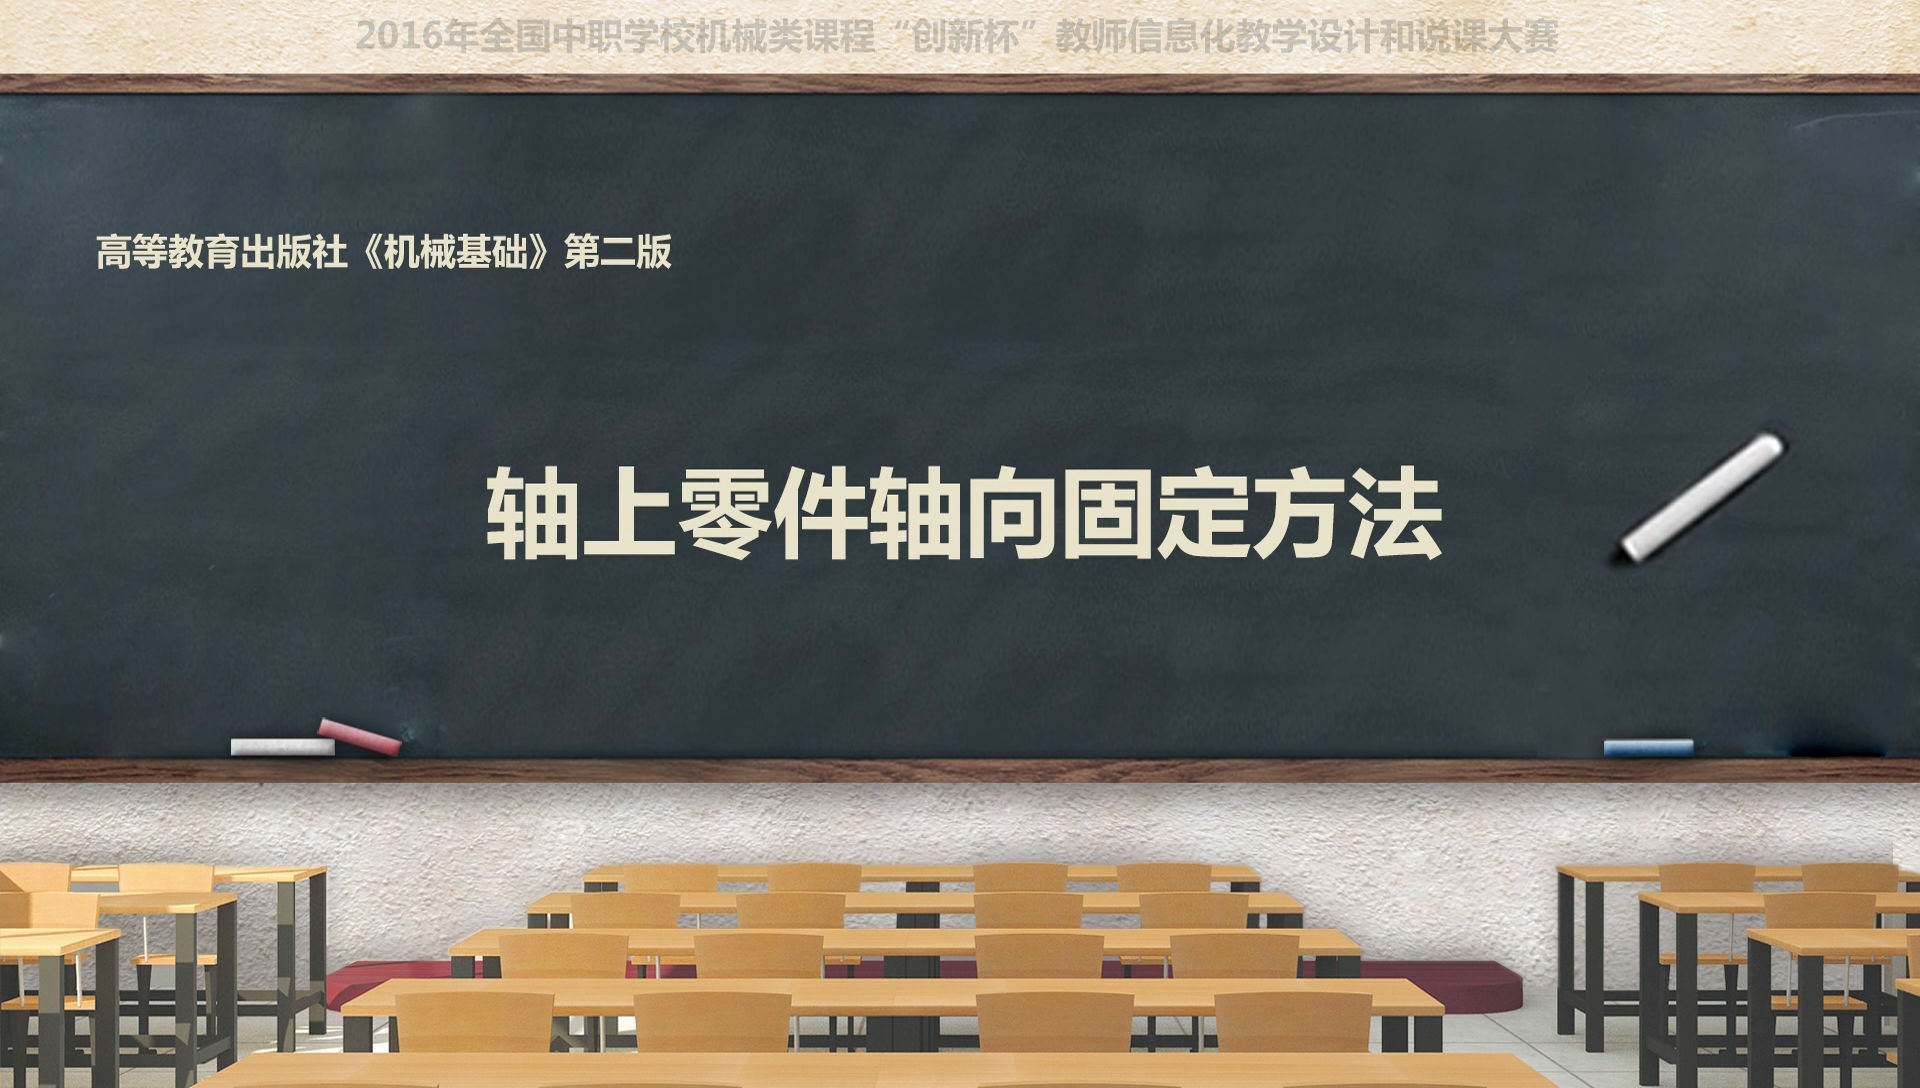 2016年全国中职学校机械类课程“创新杯”教师信息化教学设计和说课大赛
高等教育出版社《机械基础》第二版
轴上零件轴向固定方法